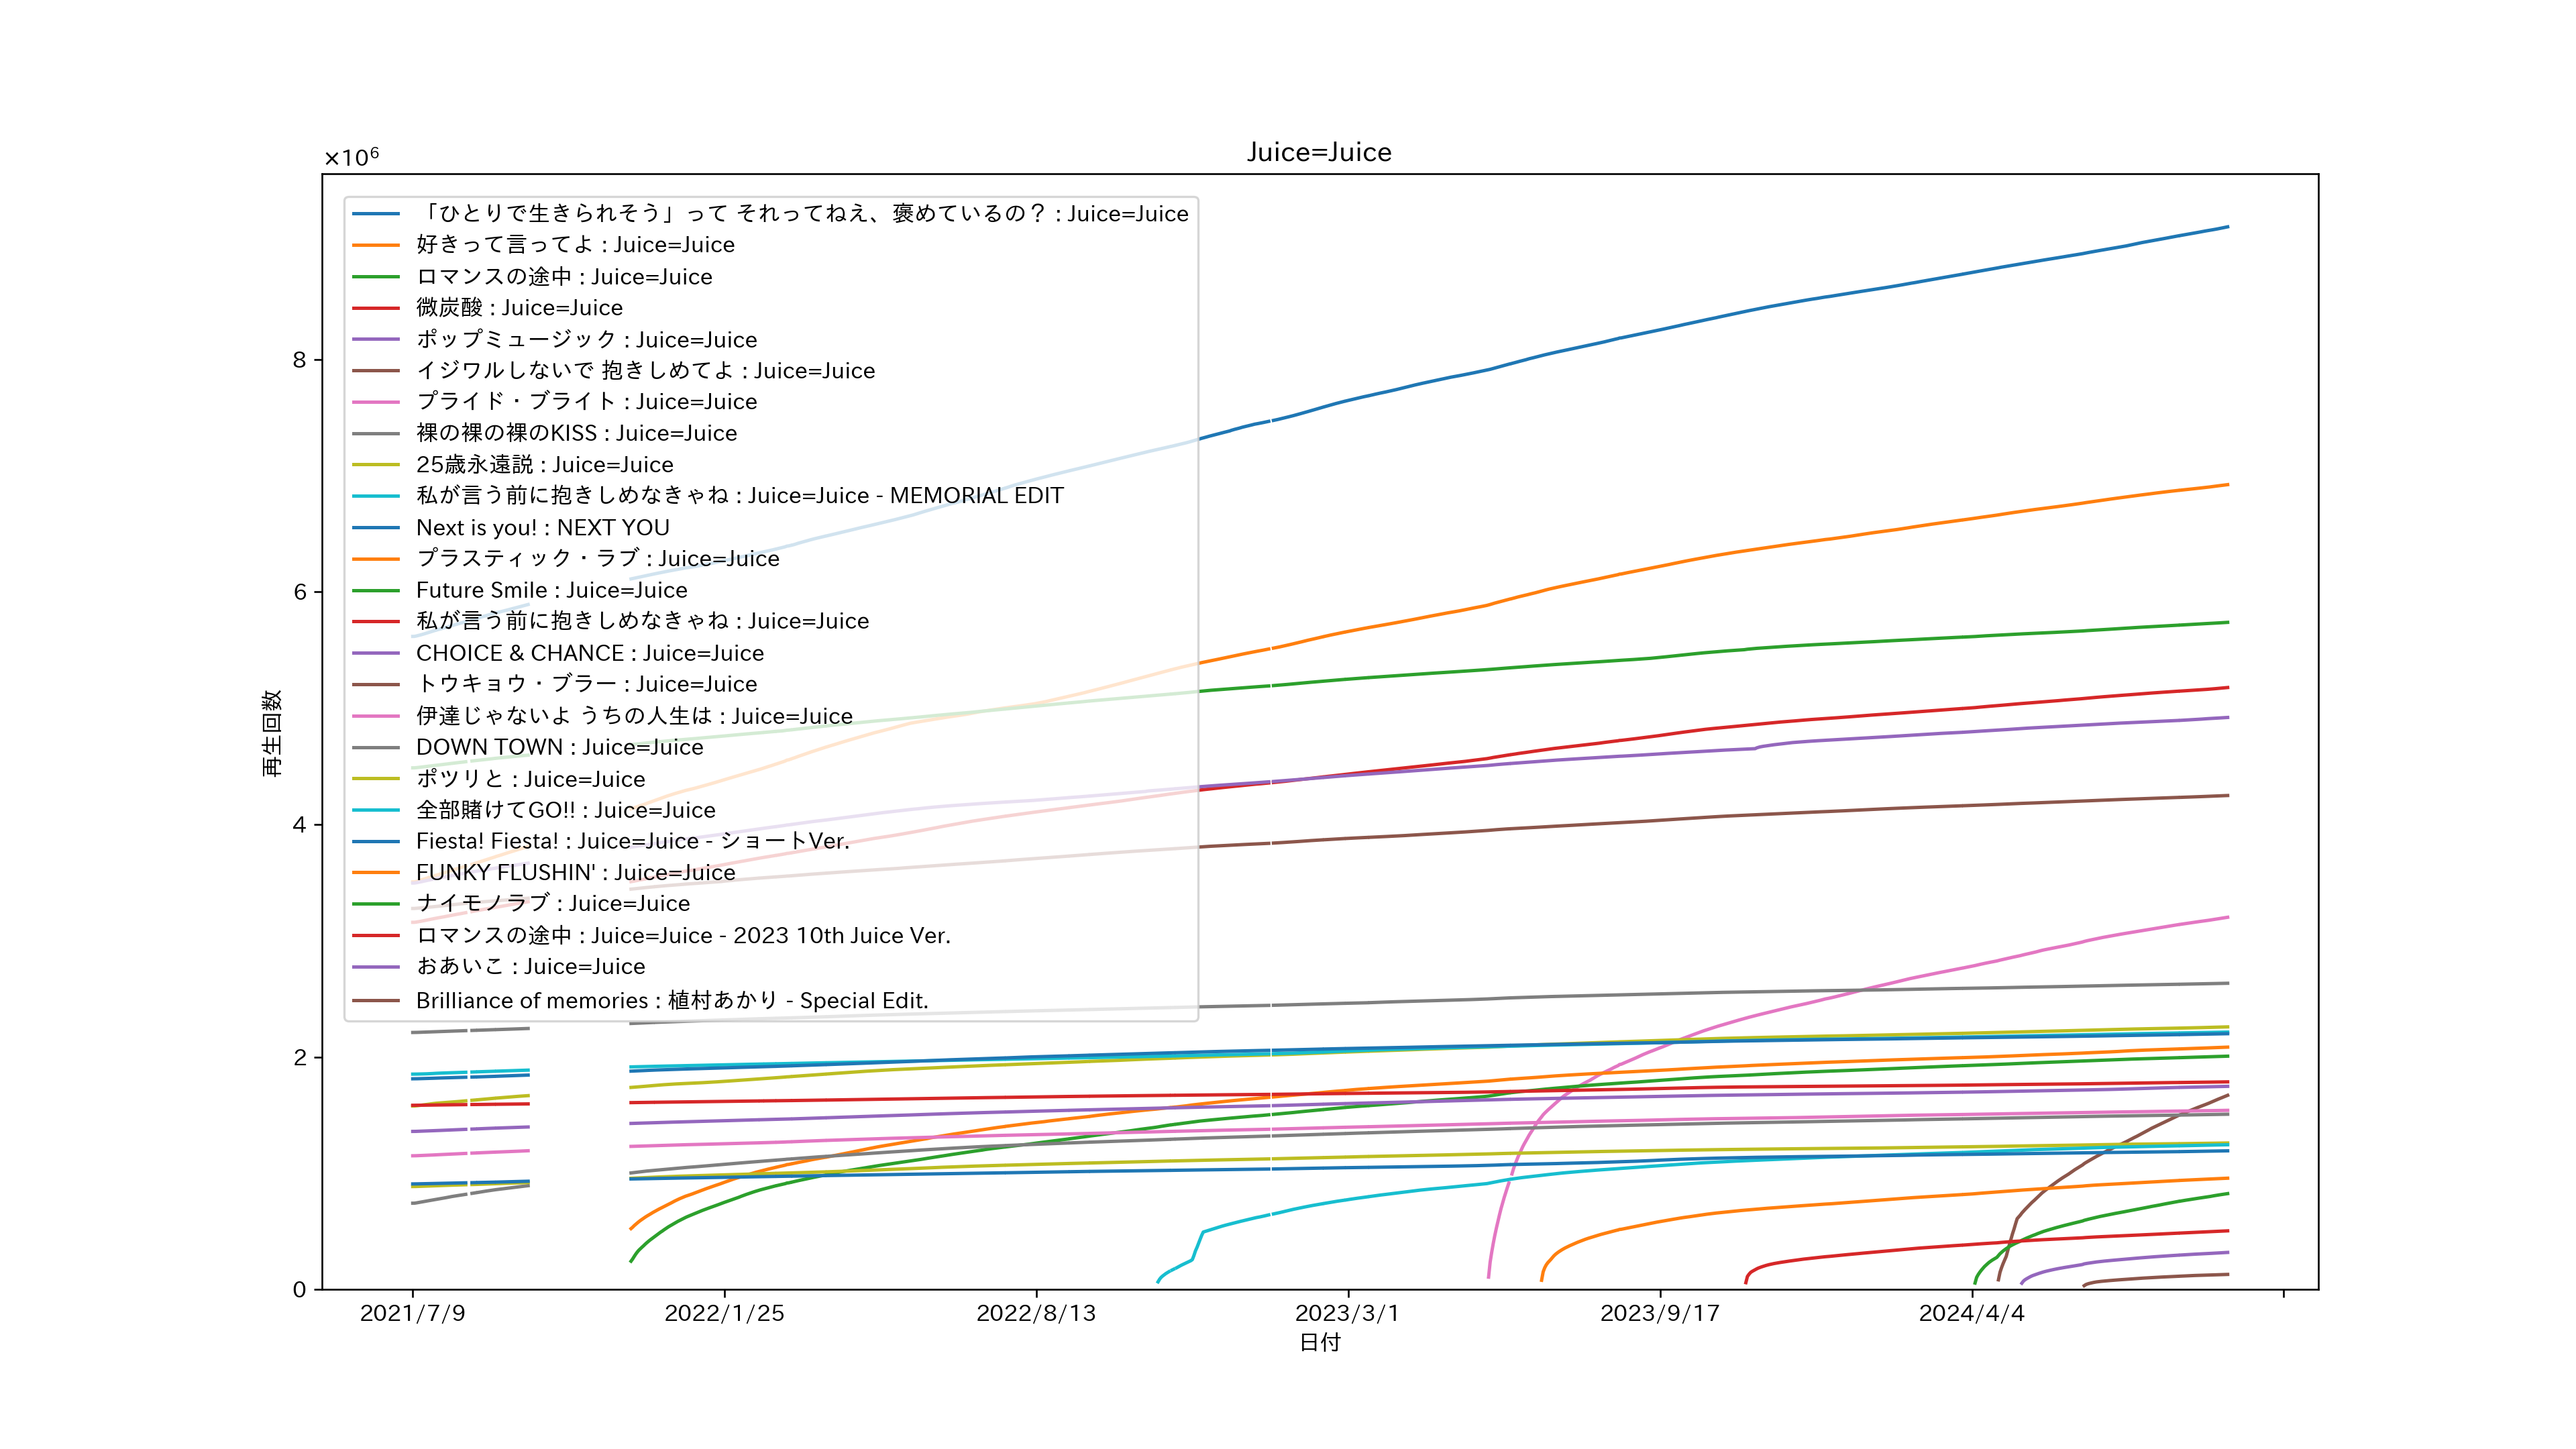 Juice=Juice
×10⁶
「ひとりで生きられそう」って それってねえ、褒めているの？ : Juice=Juice
好きって言ってよ : Juice=Juice
ロマンスの途中 : Juice=Juice
微炭酸 : Juice=Juice
ポップミュージック : Juice=Juice
イジワルしないで 抱きしめてよ : Juice=Juice
プライド・ブライト : Juice=Juice
裸の裸の裸のKISS : Juice=Juice
25歳永遠説 : Juice=Juice
私が言う前に抱きしめなきゃね : Juice=Juice - MEMORIAL EDIT
Next is you! : NEXT YOU
プラスティック・ラブ : Juice=Juice
Future Smile : Juice=Juice
私が言う前に抱きしめなきゃね : Juice=Juice
CHOICE & CHANCE : Juice=Juice
トウキョウ・ブラー : Juice=Juice
伊達じゃないよ うちの人生は : Juice=Juice
DOWN TOWN : Juice=Juice
ポツリと : Juice=Juice
全部賭けてGO!! : Juice=Juice
Fiesta! Fiesta! : Juice=Juice - ショートVer.
FUNKY FLUSHIN' : Juice=Juice
ナイモノラブ : Juice=Juice
ロマンスの途中 : Juice=Juice - 2023 10th Juice Ver.
おあいこ : Juice=Juice
Brilliance of memories : 植村あかり - Special Edit.
8
6
4
2
0
再生回数
2021/7/9 2022/1/25 2022/8/13 2023/3/1 2023/9/17 2024/4/4
日付